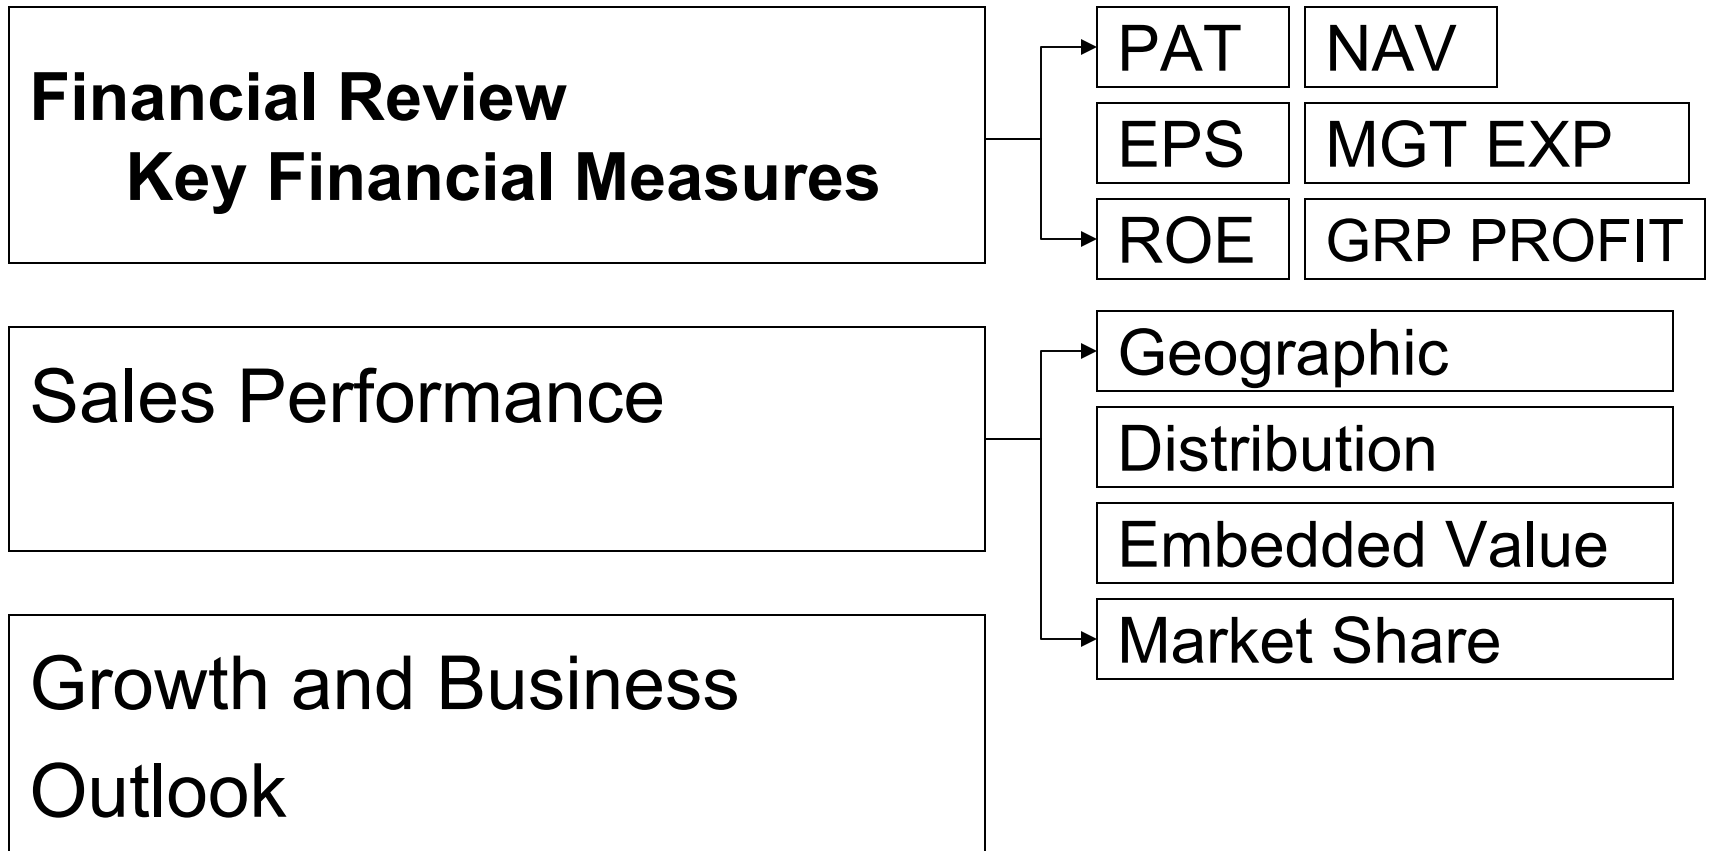 Financial Review
Key Financial Measures
PAT
NAV
EPS
MGT EXP
ROE
GRP PROFIT
Sales Performance
Geographic
Distribution
Embedded Value
Market Share
Growth and Business
Outlook